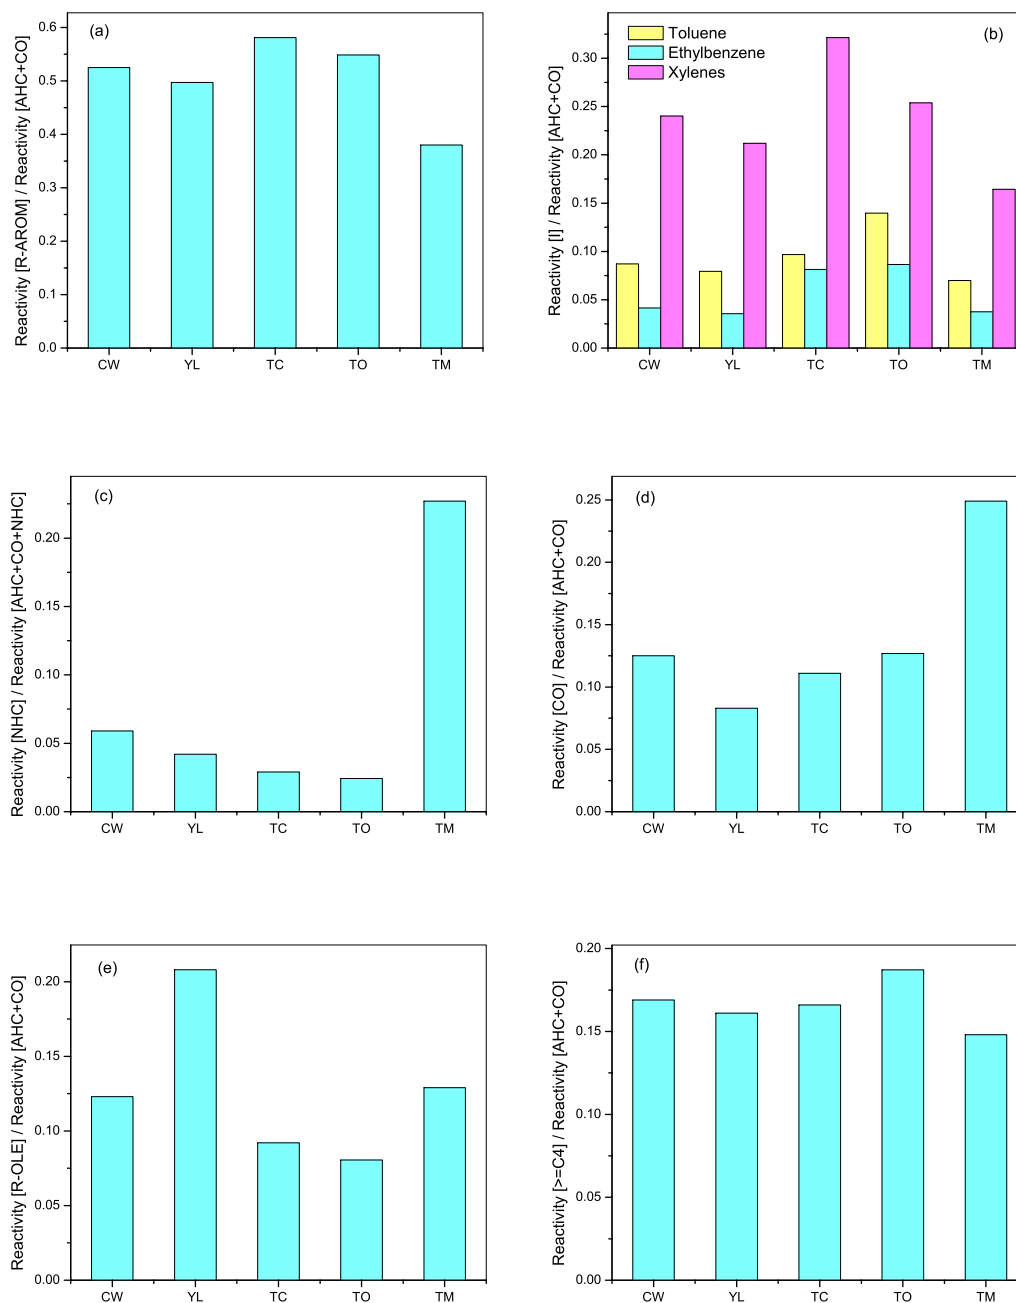 (a)
Reactivity [R-AROM] / Reactivity [AHC+CO]
0.6
0.5
0.4
0.3
0.2
0.1
0.0
CW YL TC TO TM
(b)
Toluene
Ethylbenzene
Xylenes
Reactivity [I] / Reactivity [AHC+CO]
0.30
0.25
0.20
0.15
0.10
0.05
0.00
CW YL TC TO TM
(c)
Reactivity [NHC] / Reactivity [AHC+CO+NHC]
0.20
0.15
0.10
0.05
0.00
CW YL TC TO TM
(d)
Reactivity [CO] / Reactivity [AHC+CO]
0.25
0.20
0.15
0.10
0.05
0.00
CW YL TC TO TM
(e)
Reactivity [R-OLE] / Reactivity [AHC+CO]
0.20
0.15
0.10
0.05
0.00
CW YL TC TO TM
(f)
Reactivity [>=C4] / Reactivity [AHC+CO]
0.20
0.15
0.10
0.05
0.00
CW YL TC TO TM